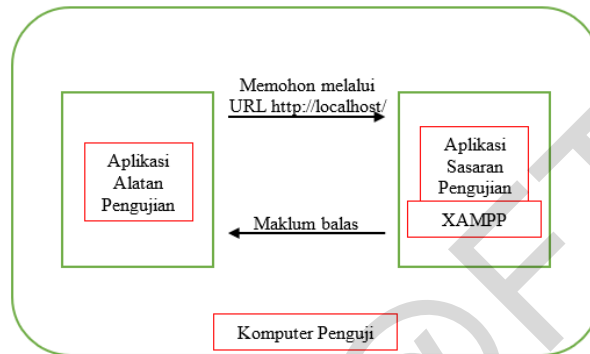 Memohon melalui
URL http://localhost/
Aplikasi
Alatan
Pengujian
Aplikasi
Sasaran
Pengujian
XAMPP
Maklum balas
Komputer Penguji